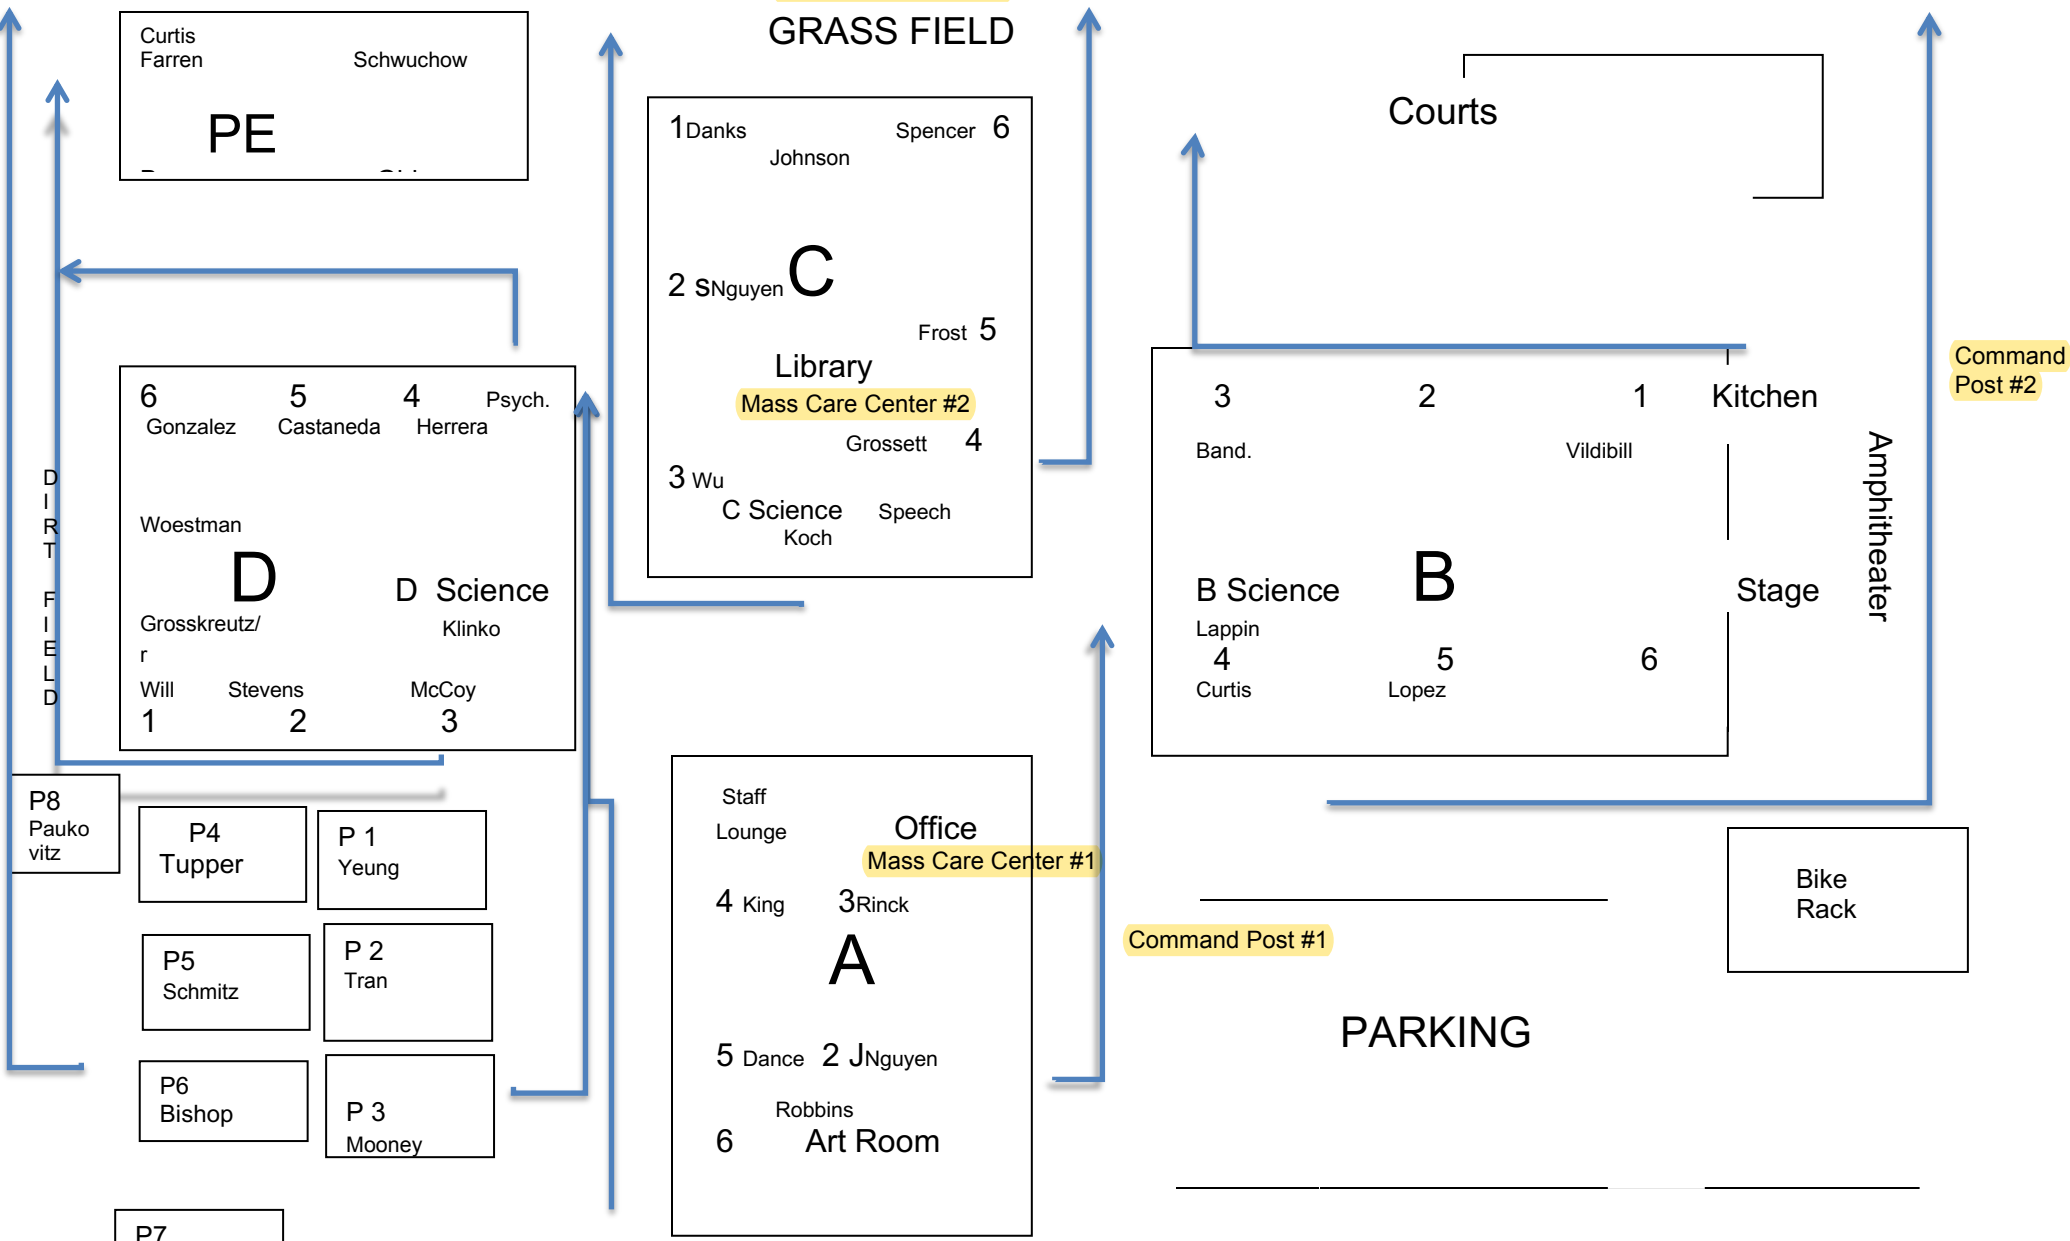 GRASS FIELD
Curtis
Farren
Schwuchow
PE
1Danks
Spencer 6
Johnson
C
2 sNguyen
Frost 5
Library
Mass Care Center #2
Grossett 4
3 Wu
C Science
Speech
Koch
Courts
Command
Post #2
3
2
1
Kitchen
Band.
Vildibill
Amphitheater
B Science
B
Stage
Lappin
4
5
6
Curtis
Lopez
6
5
4
Psych.
Gonzalez
Castaneda
Herrera
DIRT FIELD
Woestman
D
D Science
Grosskreutz/
r
Klinko
Will
Stevens
McCoy
1
2
3
P8
Pauko
vitz
P4
Tupper
P 1
Yeung
P5
Schmitz
P 2
Tran
P6
Bishop
P 3
Mooney
P7
Staff
Lounge
Office
Mass Care Center #1
4 King
3Rinck
A
5 Dance
2 JNguyen
Robbins
6
Art Room
Command Post #1
Bike
Rack
PARKING